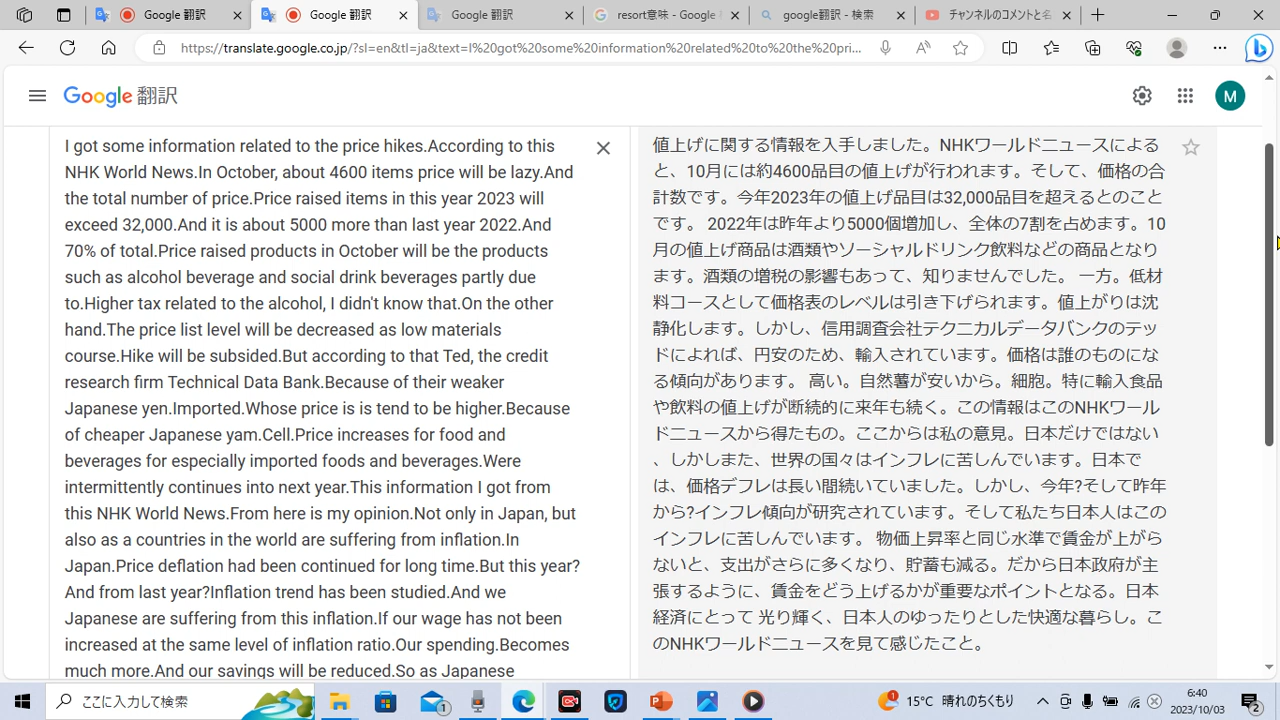 Google 翻訳
Google 翻訳
Google 翻訳
resort意味 - Google
google翻訳 - 検索
チャンネルのコメントと名
https://translate.google.co.jp/?sl=en&tl=ja&text=I%20got%20some%20information%20related%20to%20the%20pri...
Google 翻訳
M
I got some information related to the price hikes.According to this
NHK World News.In October, about 4600 items price will be lazy.And
the total number of price.Price raised items in this year 2023 will
exceed 32,000.And it is about 5000 more than last year 2022.And
70% of total.Price raised products in October will be the products
such as alcohol beverage and social drink beverages partly due
to.Higher tax related to the alcohol, I didn't know that.On the other
hand.The price list level will be decreased as low materials
course.Hike will be subsided.But according to that Ted, the credit
research firm Technical Data Bank.Because of their weaker
Japanese yen.Imported.Whose price is is tend to be higher.Because
of cheaper Japanese yam.Cell.Price increases for food and
beverages for especially imported foods and beverages.Were
intermittently continues into next year.This information I got from
this NHK World News.From here is my opinion.Not only in Japan, but
also as a countries in the world are suffering from inflation.In
Japan.Price deflation had been continued for long time.But this year?
And from last year?Inflation trend has been studied.And we
Japanese are suffering from this inflation.If our wage has not been
increased at the same level of inflation ratio.Our spending.Becomes
much more.And our savings will be reduced.So as Japanese
値上げに関する情報を入手しました。NHKワールドニュースによる
と、10月には約4600品目の値上げが行われます。そして、価格の合
計数です。今年2023年の値上げ品目は32,000品目を超えるとのこと
です。 2022年は昨年より5000個増加し、全体の7割を占めます。10
月の値上げ商品は酒類やソーシャルドリンク飲料などの商品となり
ます。酒類の増税の影響もあって、知りませんでした。 一方。低材
料コースとして価格表のレベルは引き下げられます。値上がりは沈
静化します。しかし、信用調査会社テクニカルデータバンクのテッ
ドによれば、円安のため、輸入されています。価格は誰のものにな
る傾向があります。 高い。自然薯が安いから。細胞。特に輸入食品
や飲料の値上げが断続的に来年も続く。この情報はこのNHKワール
ドニュースから得たもの。ここからは私の意見。日本だけではない
、しかしまた、世界の国々はインフレに苦しんでいます。日本で
は、価格デフレは長い間続いていました。しかし、今年?そして昨年
から?インフレ傾向が研究されています。そして私たち日本人はこの
インフレに苦しんでいます。 物価上昇率と同じ水準で賃金が上がら
ないと、支出がさらに多くなり、貯蓄も減る。だから日本政府が主
張するように、賃金をどう上げるかが重要なポイントとなる。日本
経済にとって 光り輝く、日本人のゆったりとした快適な暮らし。こ
のNHKワールドニュースを見て感じたこと。
ここに入力して検索
1
1
15°C 晴れのちくもり
6:40
2023/10/03
2